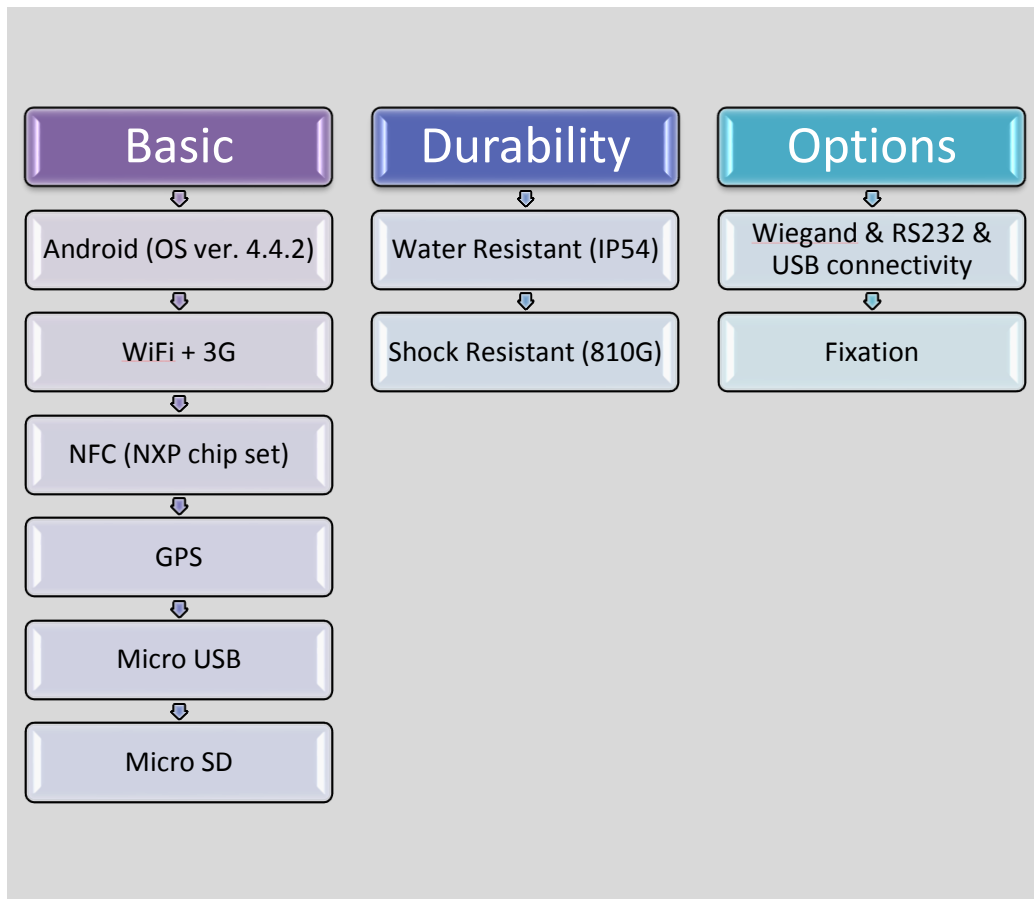 Basic
Android (OS ver. 4.4.2)
WiFi + 3G
NFC (NXP chip set)
GPS
Micro USB
Micro SD
Durability
Water Resistant (IP54)
Shock Resistant (810G)
Options
Wiegand & RS232 &
USB connectivity
Fixation